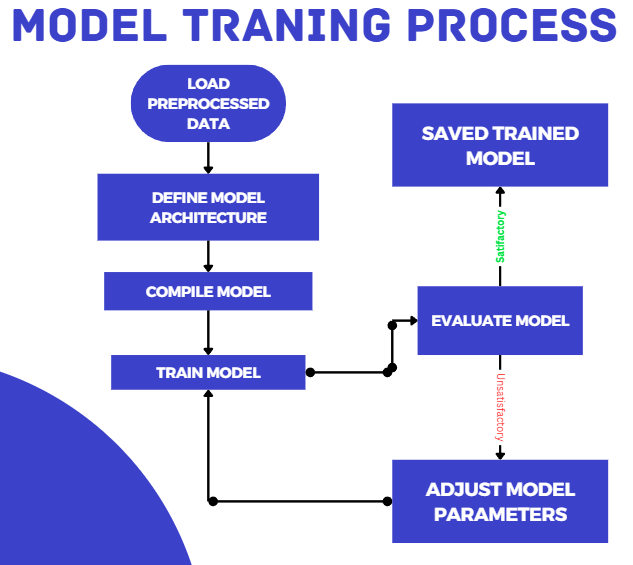 MODEL TRANING PROCESS
LOAD
PREPROCESSED
DATA
DEFINE MODEL
ARCHITECTURE
COMPILE MODEL
TRAIN MODEL
SAVED TRAINED
MODEL
Satifactory
EVALUATE MODEL
Unsatisfactory
ADJUST MODEL
PARAMETERS